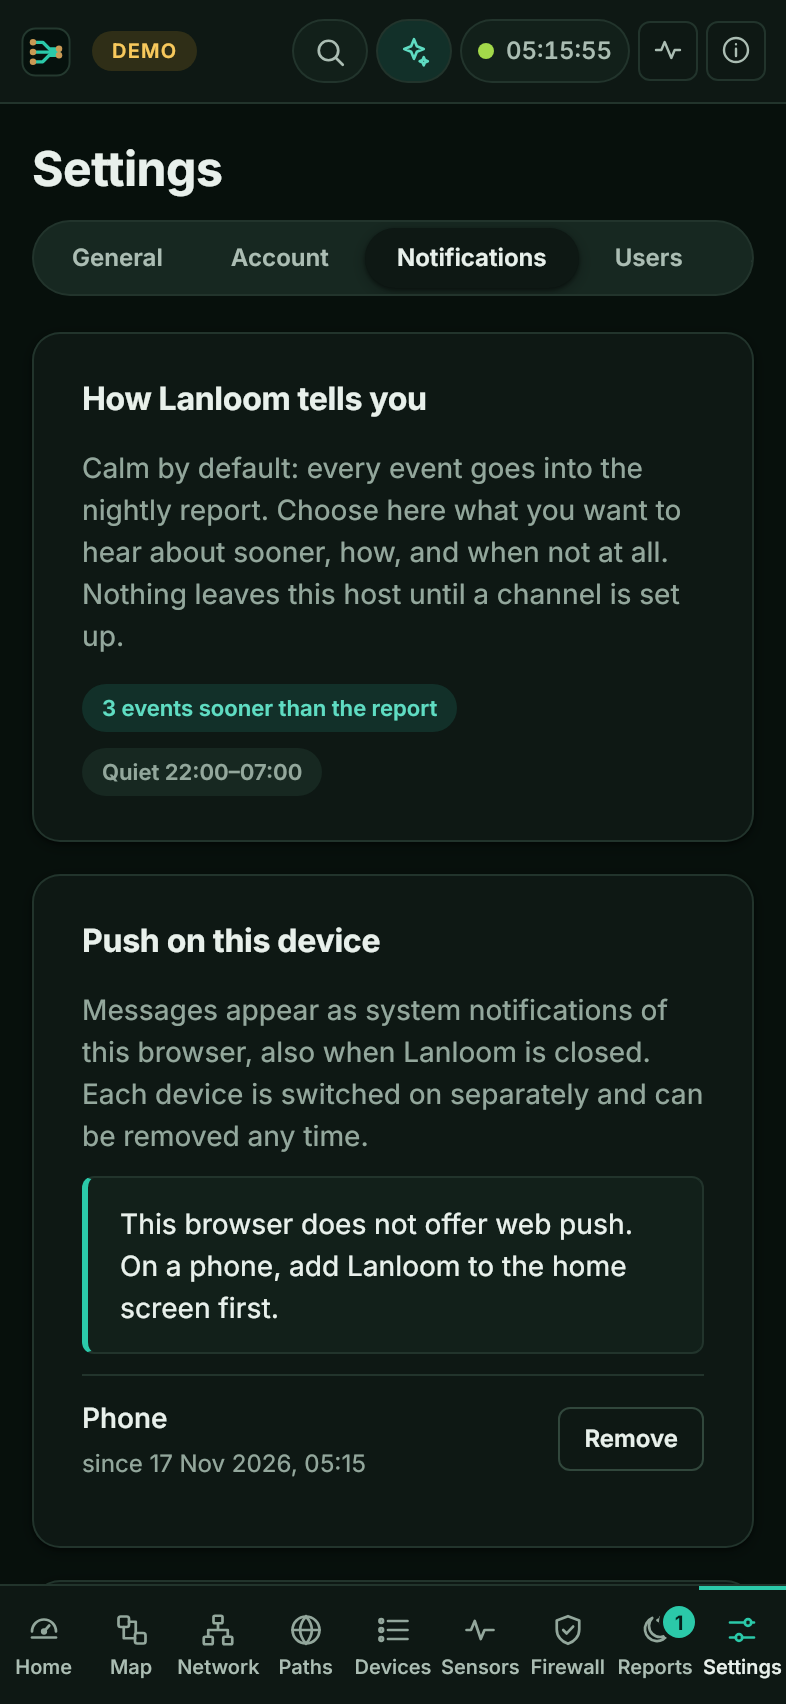 DEMO
05:15:55
Settings
General Account Notifications Users
How Lanloom tells you
Calm by default: every event goes into the
nightly report. Choose here what you want to
hear about sooner, how, and when not at all.
Nothing leaves this host until a channel is set
up.
3 events sooner than the report
Quiet 22:00–07:00
Push on this device
Messages appear as system notifications of
this browser, also when Lanloom is closed.
Each device is switched on separately and can
be removed any time.
This browser does not offer web push.
On a phone, add Lanloom to the home
screen first.
Phone
since 17 Nov 2026, 05:15
Remove
1
Home Map Network Paths Devices Sensors Firewall Reports Settings